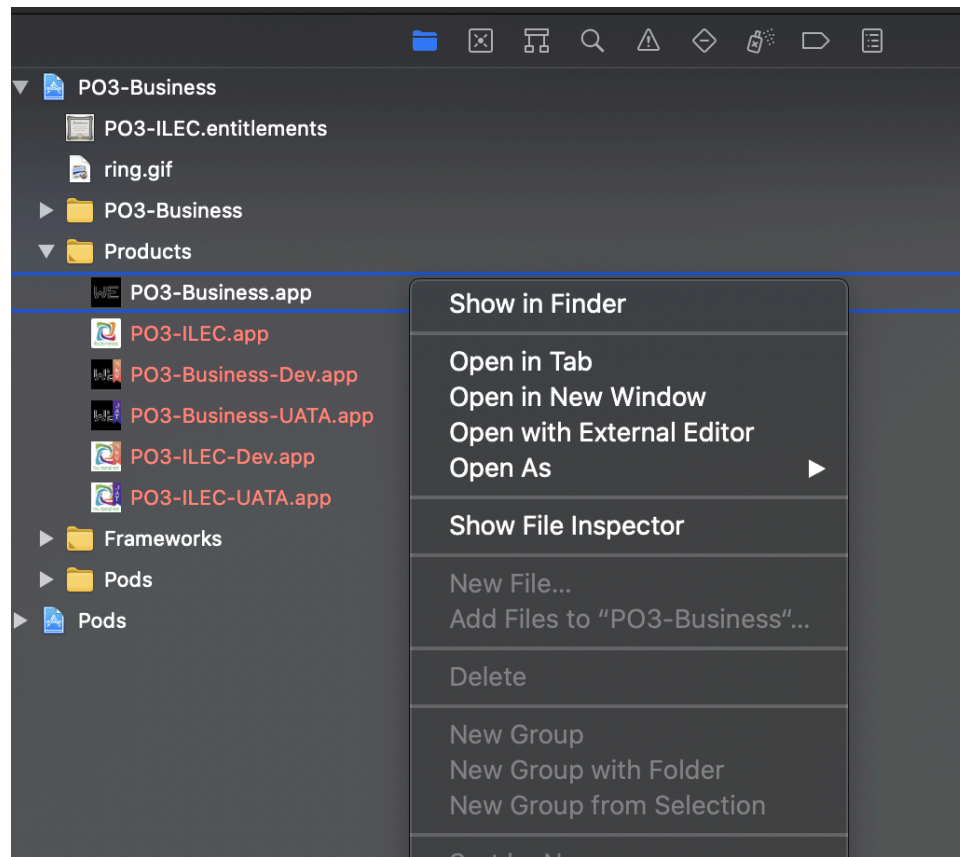 PO3-Business
PO3-ILEC.entitlements
ring.gif
PO3-Business
Products
PO3-Business.app
PO3-ILEC.app
PO3-Business-Dev.app
PO3-Business-UATA.app
PO3-ILEC-Dev.app
PO3-ILEC-UATA.app
Frameworks
Pods
Pods
Show in Finder
Open in Tab
Open in New Window
Open with External Editor
Open As
Show File Inspector
New File...
Add Files to “PO3-Business“...
Delete
New Group
New Group with Folder
New Group from Selection